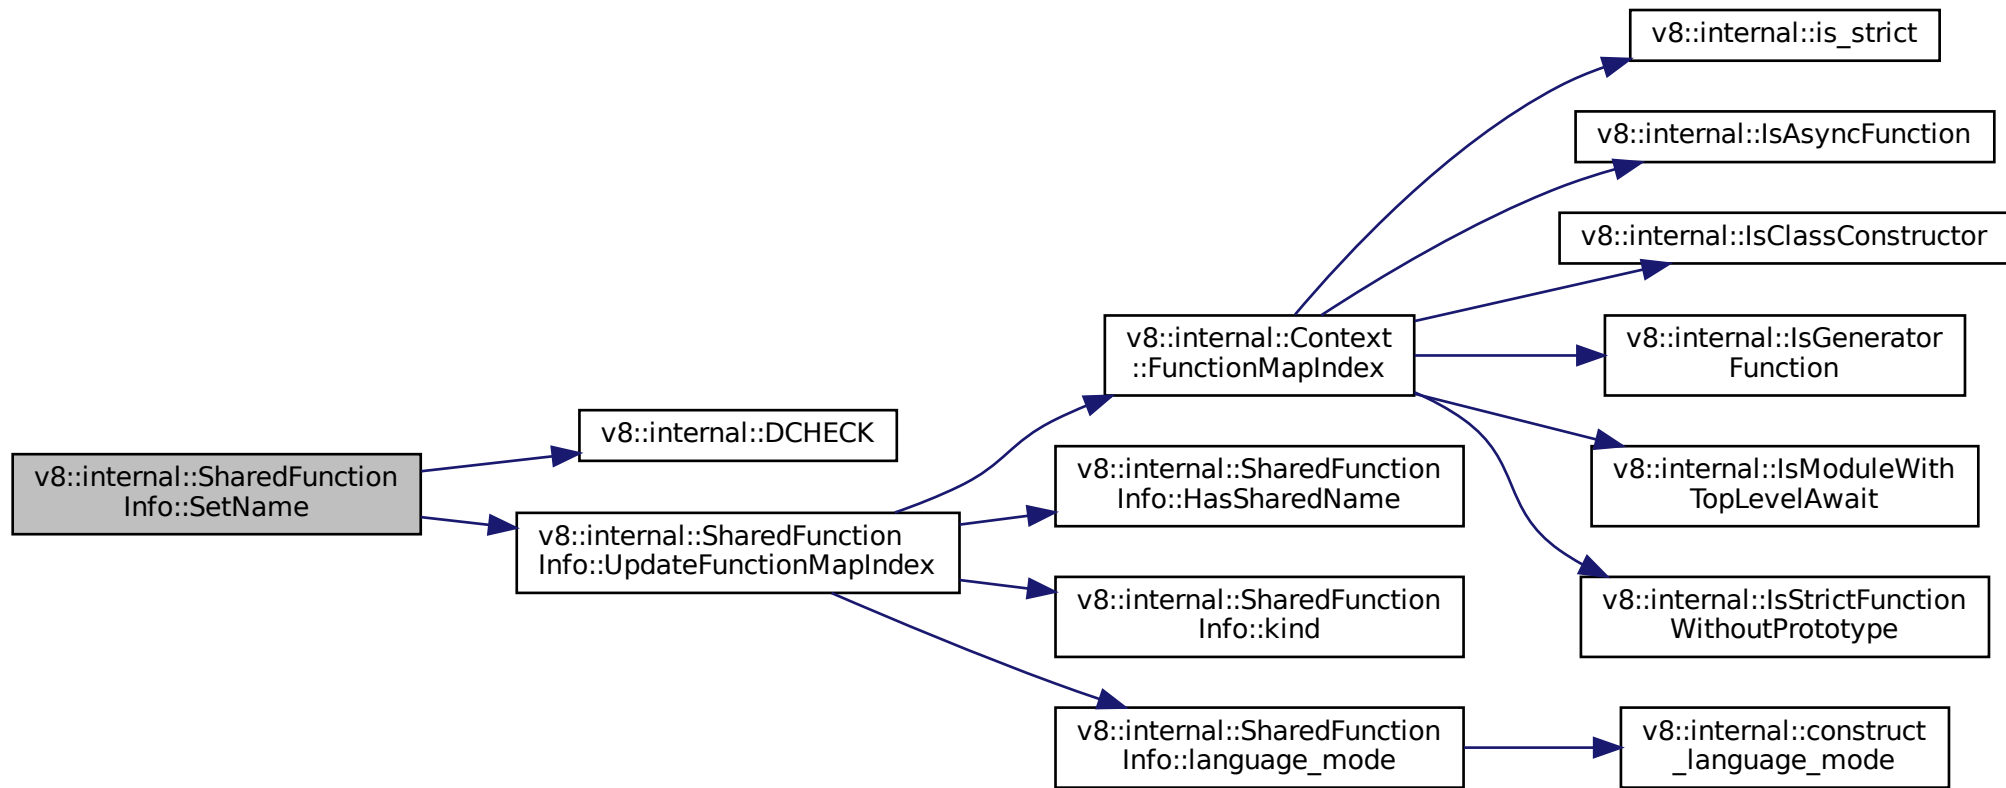 v8::internal::SharedFunction
Info::SetName
v8::internal::DCHECK
v8::internal::SharedFunction
Info::UpdateFunctionMapIndex
v8::internal::Context
::FunctionMapIndex
v8::internal::SharedFunction
Info::HasSharedName
v8::internal::SharedFunction
Info::kind
v8::internal::SharedFunction
Info::language_mode
v8::internal::is_strict
v8::internal::IsAsyncFunction
v8::internal::IsClassConstructor
v8::internal::IsGenerator
Function
v8::internal::IsModuleWith
TopLevelAwait
v8::internal::IsStrictFunction
WithoutPrototype
v8::internal::construct
_language_mode